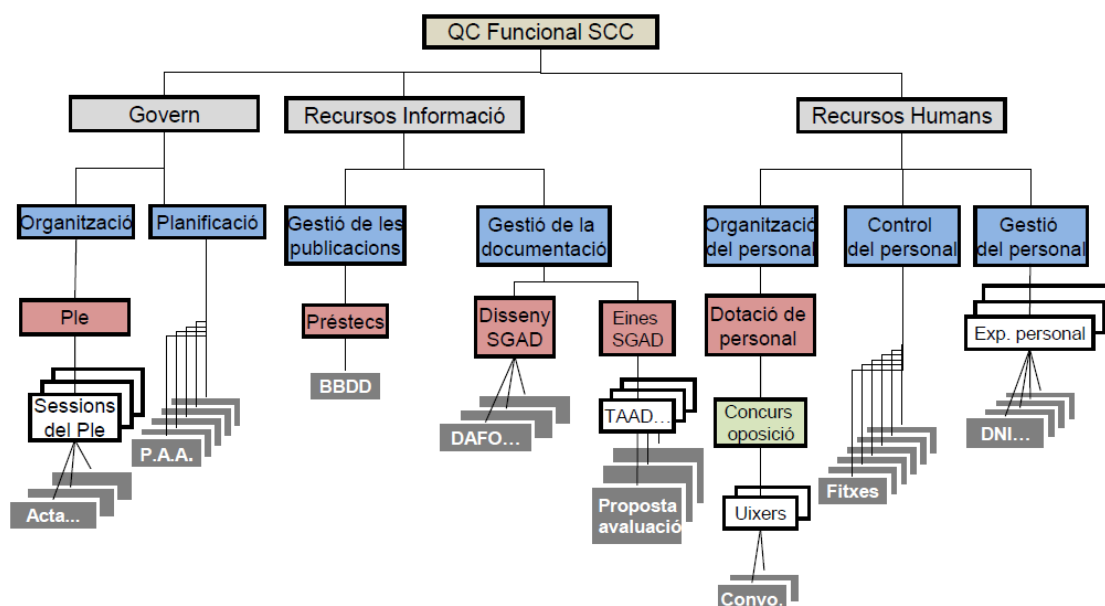 QC Funcional SCC
Govern
Recursos Informació
Recursos Humans
Organització
Planificació
Gestió de les
publicacions
Gestió de la
documentació
Organització
del personal
Control
del personal
Gestió
del personal
Ple
Préstecs
Disseny
SGAD
Eines
SGAD
Dotació de
personal
Exp. personal
Sessions
del Ple
P.A.A.
BBDD
DAFO...
TAAD...
Concurs
oposició
DNI...
Acta...
Proposta
avaluació
Uixers
Fitxes
Convo.